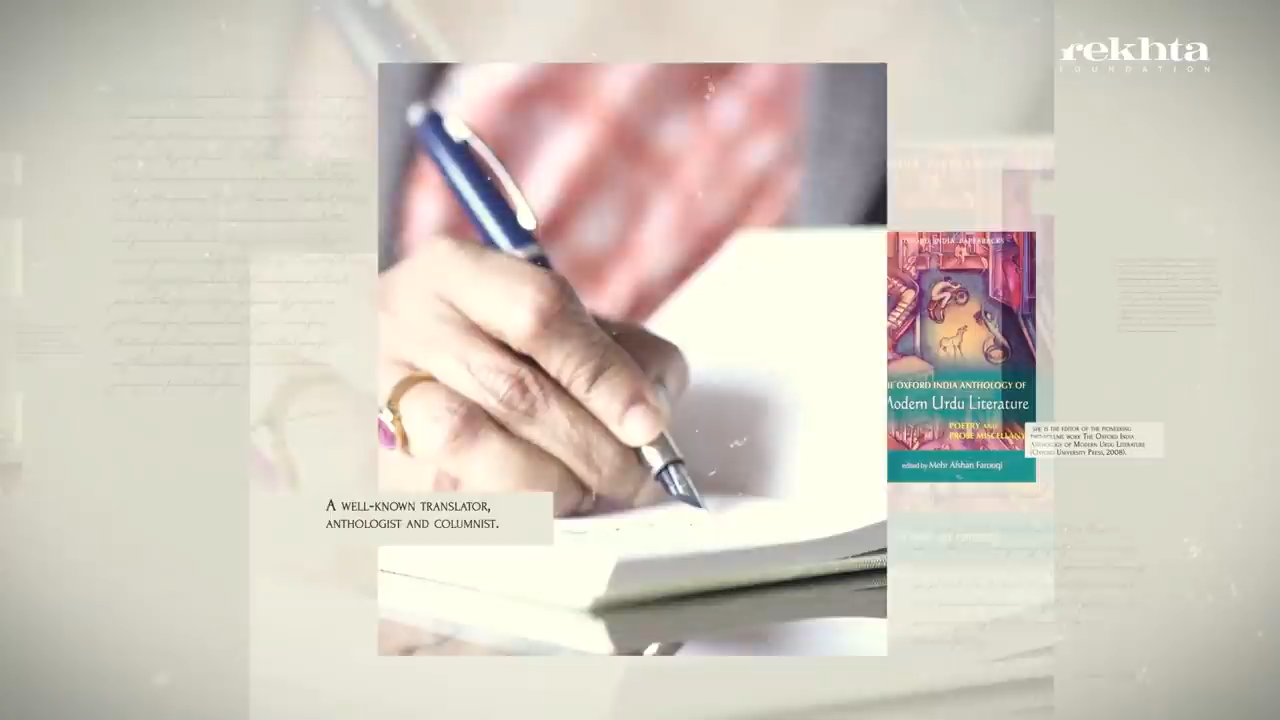 rekhta
FOUNDATION
OXFORD INDIA PAPERBACKS
E OXFORD INDIA ANTHOLOGY OF
Modern Urdu Literature
POETRY AND
PROSE MISCELLANY
edited by Mehr Afshan Farooqi
SHE IS THE EDITOR OF THE PIONEERING
TWO-VOLUME WORK THE OXFORD INDIA
ANTHOLOGY OF MODERN URDU LITERATURE
(OXFORD UNIVERSITY PRESS, 2008).
A WELL-KNOWN TRANSLATOR,
ANTHOLOGIST AND COLUMNIST.